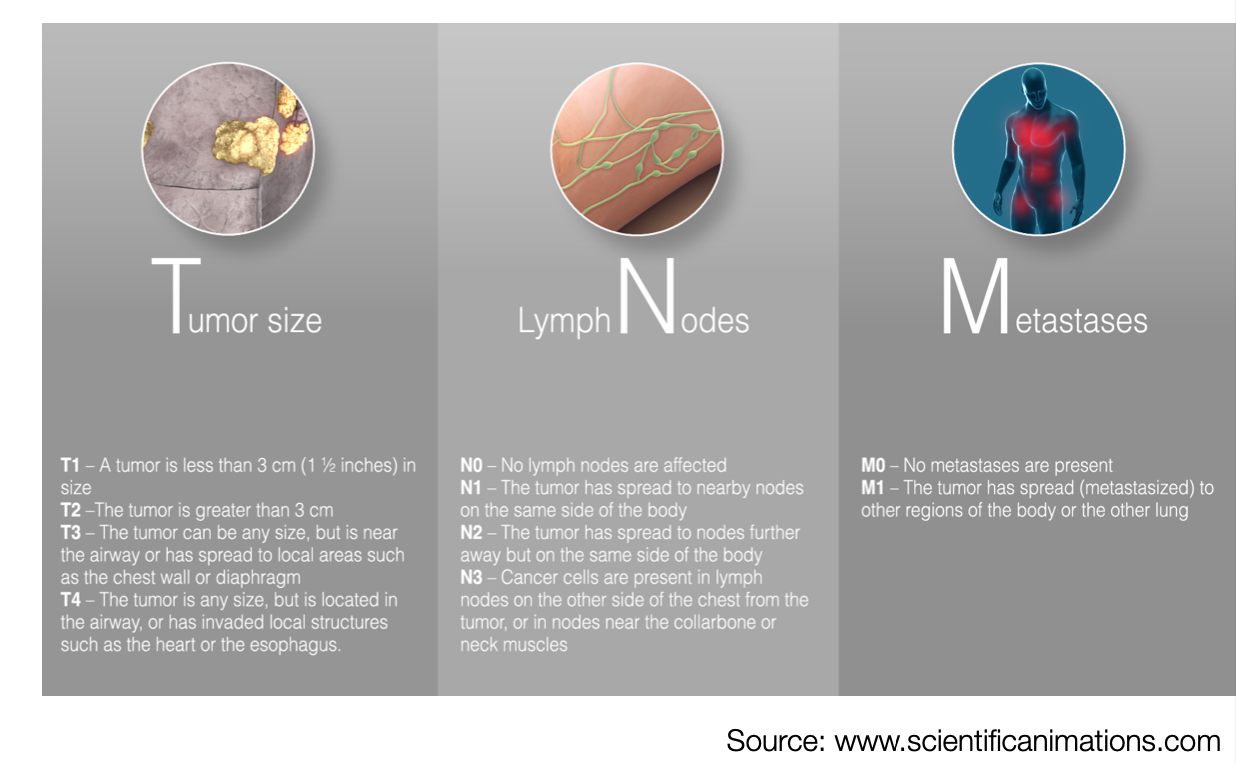 Tumor size
T1 – A tumor is less than 3 cm (1 ½ inches) in
size
T2 –The tumor is greater than 3 cm
T3 – The tumor can be any size, but is near
the airway or has spread to local areas such
as the chest wall or diaphragm
T4 – The tumor is any size, but is located in
the airway, or has invaded local structures
such as the heart or the esophagus.
Lymph Nodes
N0 – No lymph nodes are affected
N1 – The tumor has spread to nearby nodes
on the same side of the body
N2 – The tumor has spread to nodes further
away but on the same side of the body
N3 – Cancer cells are present in lymph
nodes on the other side of the chest from the
tumor, or in nodes near the collarbone or
neck muscles
Metastases
M0 – No metastases are present
M1 – The tumor has spread (metastasized) to
other regions of the body or the other lung
Source: www.scientificanimations.com